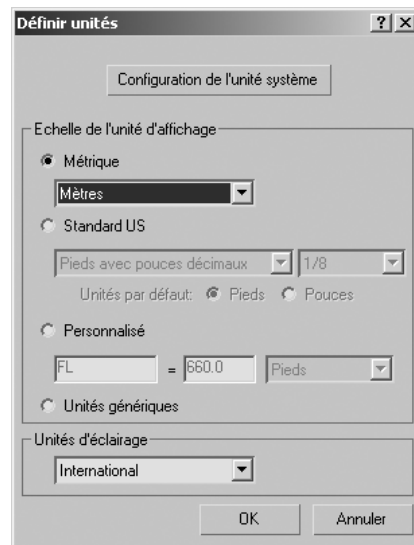 Définir unités
Configuration de l'unité système
Echelle de l'unité d'affichage
Métrique
Mètres
Standard US
Pieds avec pouces décimaux 1/8
Unités par défaut: Pieds Pouces
Personnalisé
FL = 660.0 Pieds
Unités génériques
Unités d'éclairage
International
OK Annuler